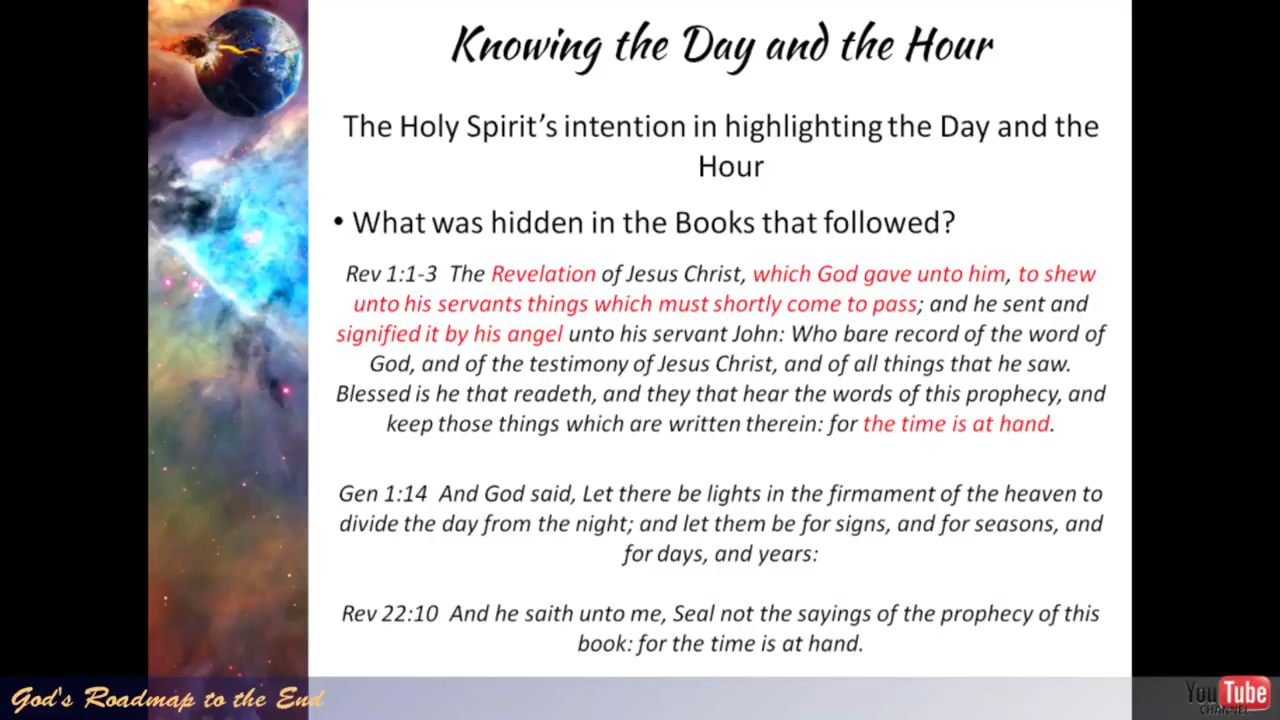 Knowing the Day and the Hour
The Holy Spirit's intention in highlighting the Day and the
Hour
• What was hidden in the Books that followed?
Rev 1:1-3 The Revelation of Jesus Christ, which God gave unto him, to shew
unto his servants things which must shortly come to pass; and he sent and
signified it by his angel unto his servant John: Who bare record of the word of
God, and of the testimony of Jesus Christ, and of all things that he saw.
Blessed is he that readeth, and they that hear the words of this prophecy, and
keep those things which are written therein: for the time is at hand.
Gen 1:14 And God said, Let there be lights in the firmament of the heaven to
divide the day from the night; and let them be for signs, and for seasons, and
for days, and years:
Rev 22:10 And he saith unto me, Seal not the sayings of the prophecy of this
book: for the time is at hand.
God's Roadmap to the End
YouTube
CHANNEL